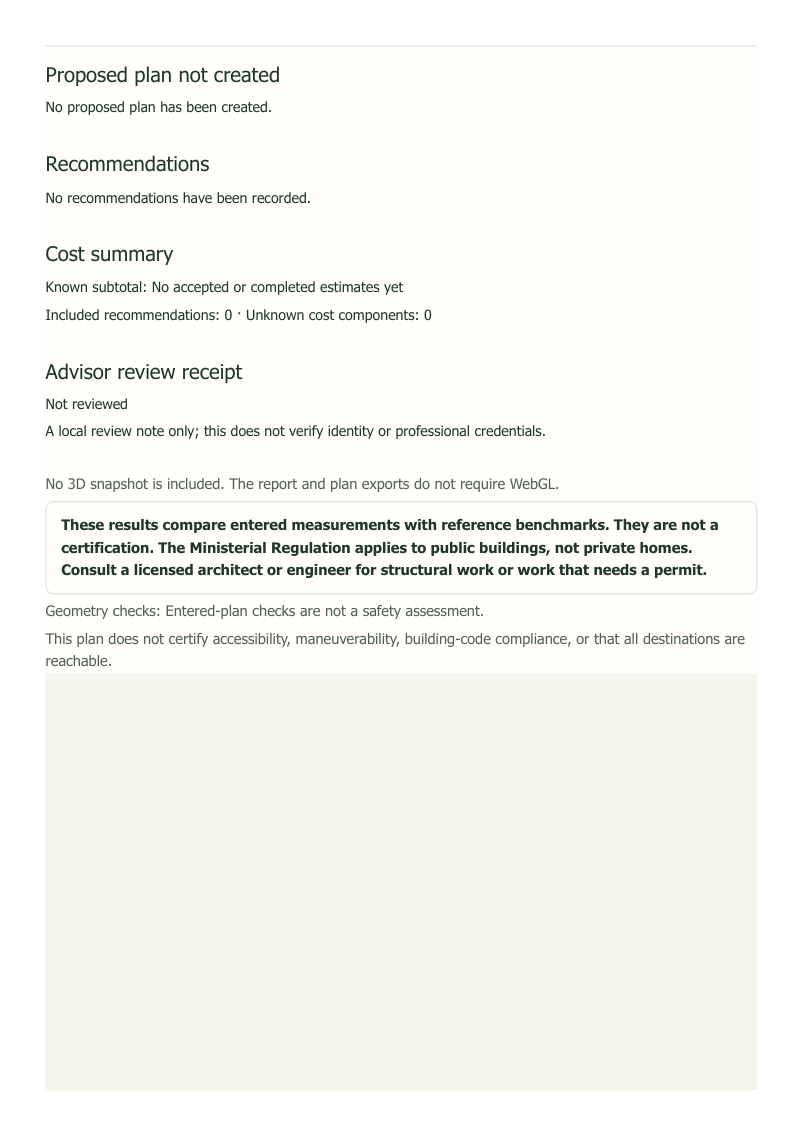 Proposed plan not created
No proposed plan has been created.
Recommendations
No recommendations have been recorded.
Cost summary
Known subtotal: No accepted or completed estimates yet
Included recommendations: 0 · Unknown cost components: 0
Advisor review receipt
Not reviewed
A local review note only; this does not verify identity or professional credentials.
No 3D snapshot is included. The report and plan exports do not require WebGL.
These results compare entered measurements with reference benchmarks. They are not a
certification. The Ministerial Regulation applies to public buildings, not private homes.
Consult a licensed architect or engineer for structural work or work that needs a permit.
Geometry checks: Entered-plan checks are not a safety assessment.
This plan does not certify accessibility, maneuverability, building-code compliance, or that all destinations are
reachable.